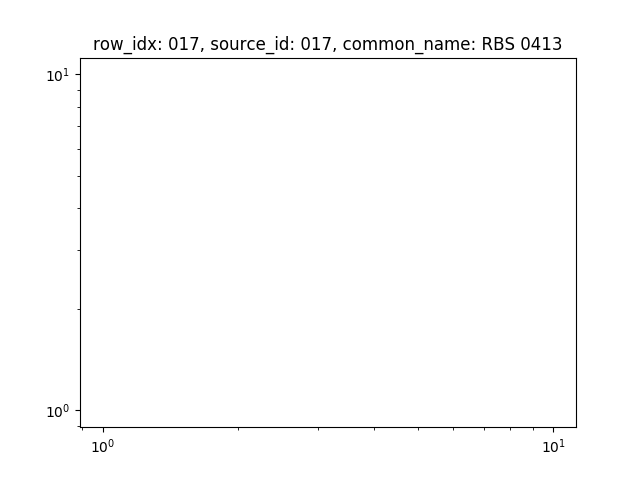 row_idx: 017, source_id: 017, common_name: RBS 0413
10¹
10⁰
10⁰ 10¹